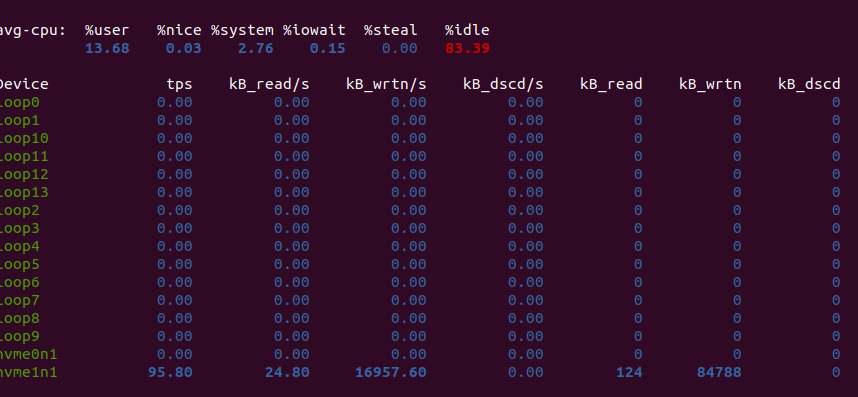 avg-cpu: %user %nice %system %iowait %steal %idle
13.68 0.03 2.76 0.15 0.00 83.39
Device tps kB_read/s kB_wrtn/s kB_dscd/s kB_read kB_wrtn kB_dscd
loop0 0.00 0.00 0.00 0.00 0 0 0
loop1 0.00 0.00 0.00 0.00 0 0 0
loop10 0.00 0.00 0.00 0.00 0 0 0
loop11 0.00 0.00 0.00 0.00 0 0 0
loop12 0.00 0.00 0.00 0.00 0 0 0
loop13 0.00 0.00 0.00 0.00 0 0 0
loop2 0.00 0.00 0.00 0.00 0 0 0
loop3 0.00 0.00 0.00 0.00 0 0 0
loop4 0.00 0.00 0.00 0.00 0 0 0
loop5 0.00 0.00 0.00 0.00 0 0 0
loop6 0.00 0.00 0.00 0.00 0 0 0
loop7 0.00 0.00 0.00 0.00 0 0 0
loop8 0.00 0.00 0.00 0.00 0 0 0
loop9 0.00 0.00 0.00 0.00 0 0 0
nvme0n1 0.00 0.00 0.00 0.00 0 0 0
nvme1n1 95.80 24.80 16957.60 0.00 124 84788 0